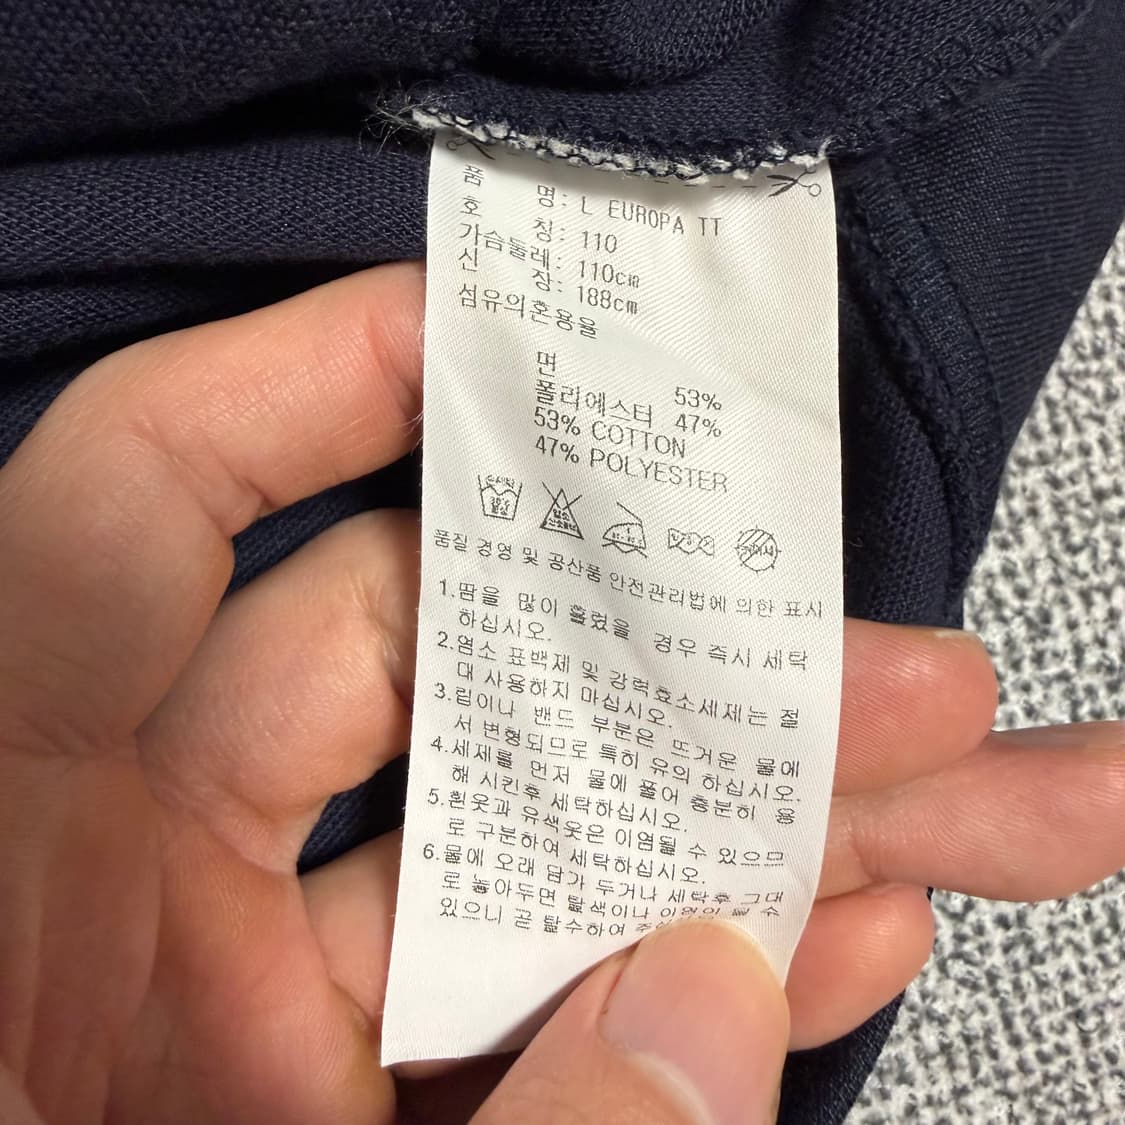 품 명: L EUROPA TT
호 칭: 110
가슴둘레: 110cm
신 장: 188cm
섬유의혼용율
면 53%
폴리에스터 47%
53% COTTON
47% POLYESTER
품질 경영 및 공산품 안전관리법에 의한 표시
1.땀을 많이 흘렸을 경우 즉시 세탁
하십시오.
2.염소 표백제 및 강력효소세제는 절
대 사용하지 마십시오.
3.립이나 밴드 부분은 뜨거운 물에
서 변형되므로 특히 유의 하십시오.
4.세제를 먼저 물에 풀어 충분히 용
해 시킨후 세탁하십시오.
5.흰옷과 유색옷은 이염될 수 있으므
로 구분하여 세탁하십시오.
6.물에 오래 담가 두거나 세탁후 그대
로 놓아두면 탈색이나 수
있으니 곧 탈수하여